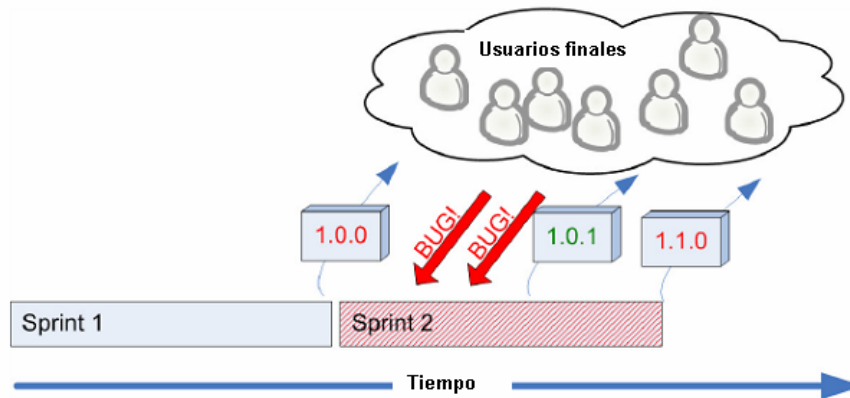 Usuarios finales
1.0.0
BUG!
BUG!
1.0.1
1.1.0
Sprint 1
Sprint 2
Tiempo